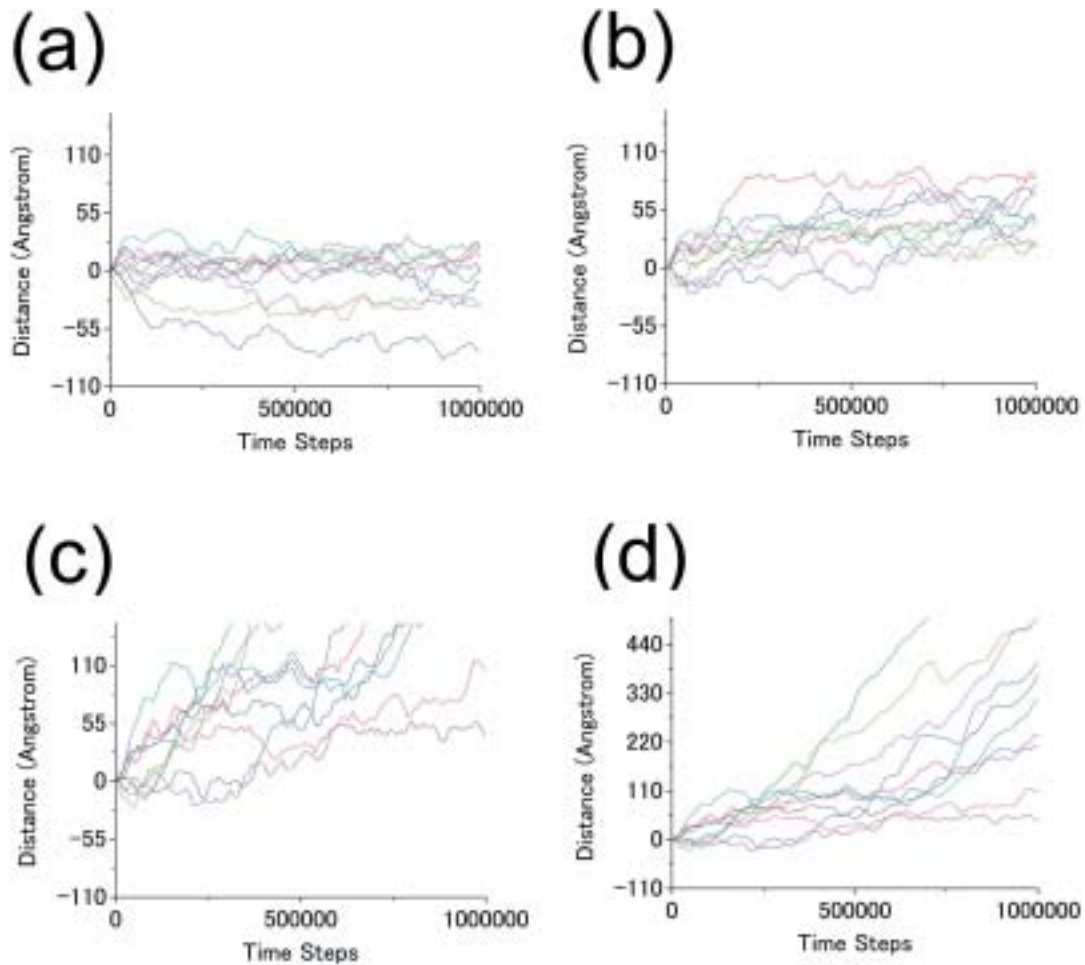 (a)
(b)
Distance (Angstrom)
110
55
0
-55
-110
0
500000
1000000
Time Steps
Distance (Angstrom)
110
55
0
-55
-110
0
500000
1000000
Time Steps
(c)
(d)
Distance (Angstrom)
110
55
0
-55
-110
0
500000
1000000
Time Steps
Distance (Angstrom)
440
330
220
110
0
-110
0
500000
1000000
Time Steps